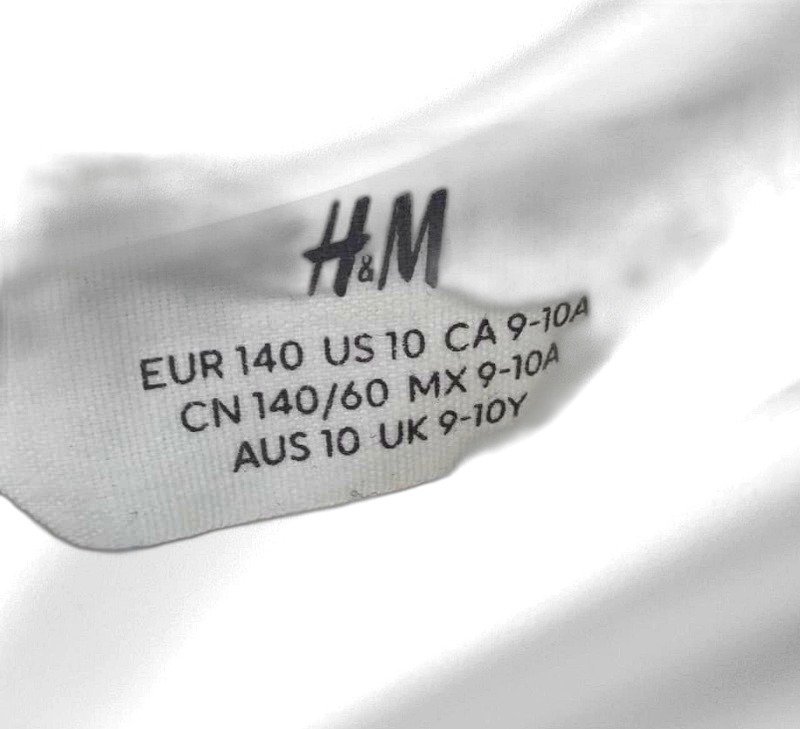 H&M
EUR 140 US 10 CA 9-10A
CN 140/60 MX 9-10A
AUS 10 UK 9-10Y